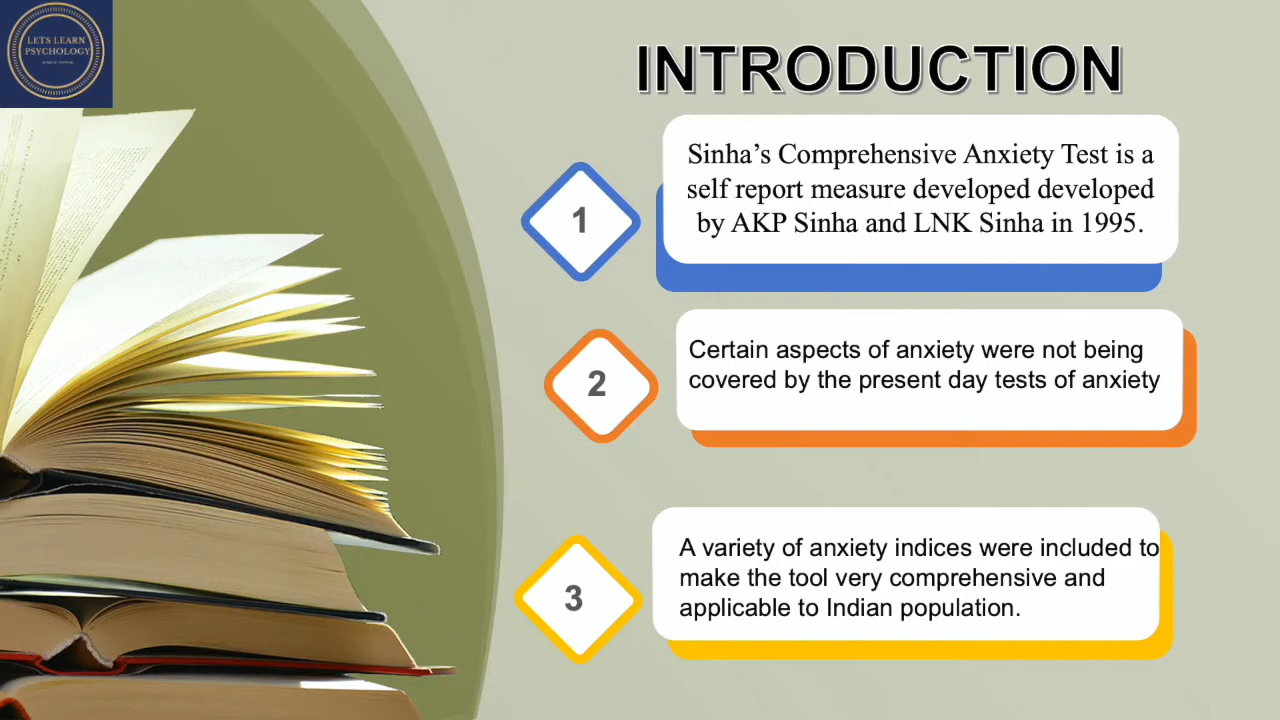 LETS LEARN
PSYCHOLOGY
INTRODUCTION
1
Sinha’s Comprehensive Anxiety Test is a
self report measure developed developed
by AKP Sinha and LNK Sinha in 1995.
2
Certain aspects of anxiety were not being
covered by the present day tests of anxiety
3
A variety of anxiety indices were included to
make the tool very comprehensive and
applicable to Indian population.